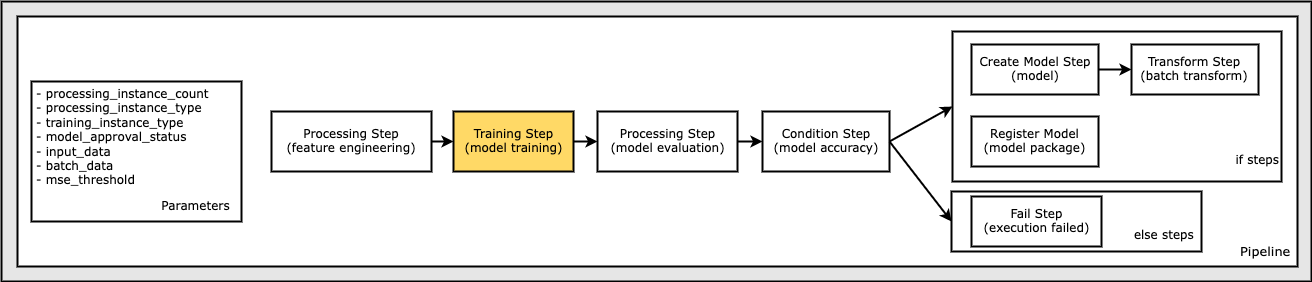 - processing_instance_count
- processing_instance_type
- training_instance_type
- model_approval_status
- input_data
- batch_data
- mse_threshold
Parameters
Processing Step
(feature engineering)
Training Step
(model training)
Processing Step
(model evaluation)
Condition Step
(model accuracy)
Create Model Step
(model)
Transform Step
(batch transform)
Register Model
(model package)
if steps
Fail Step
(execution failed)
else steps
Pipeline